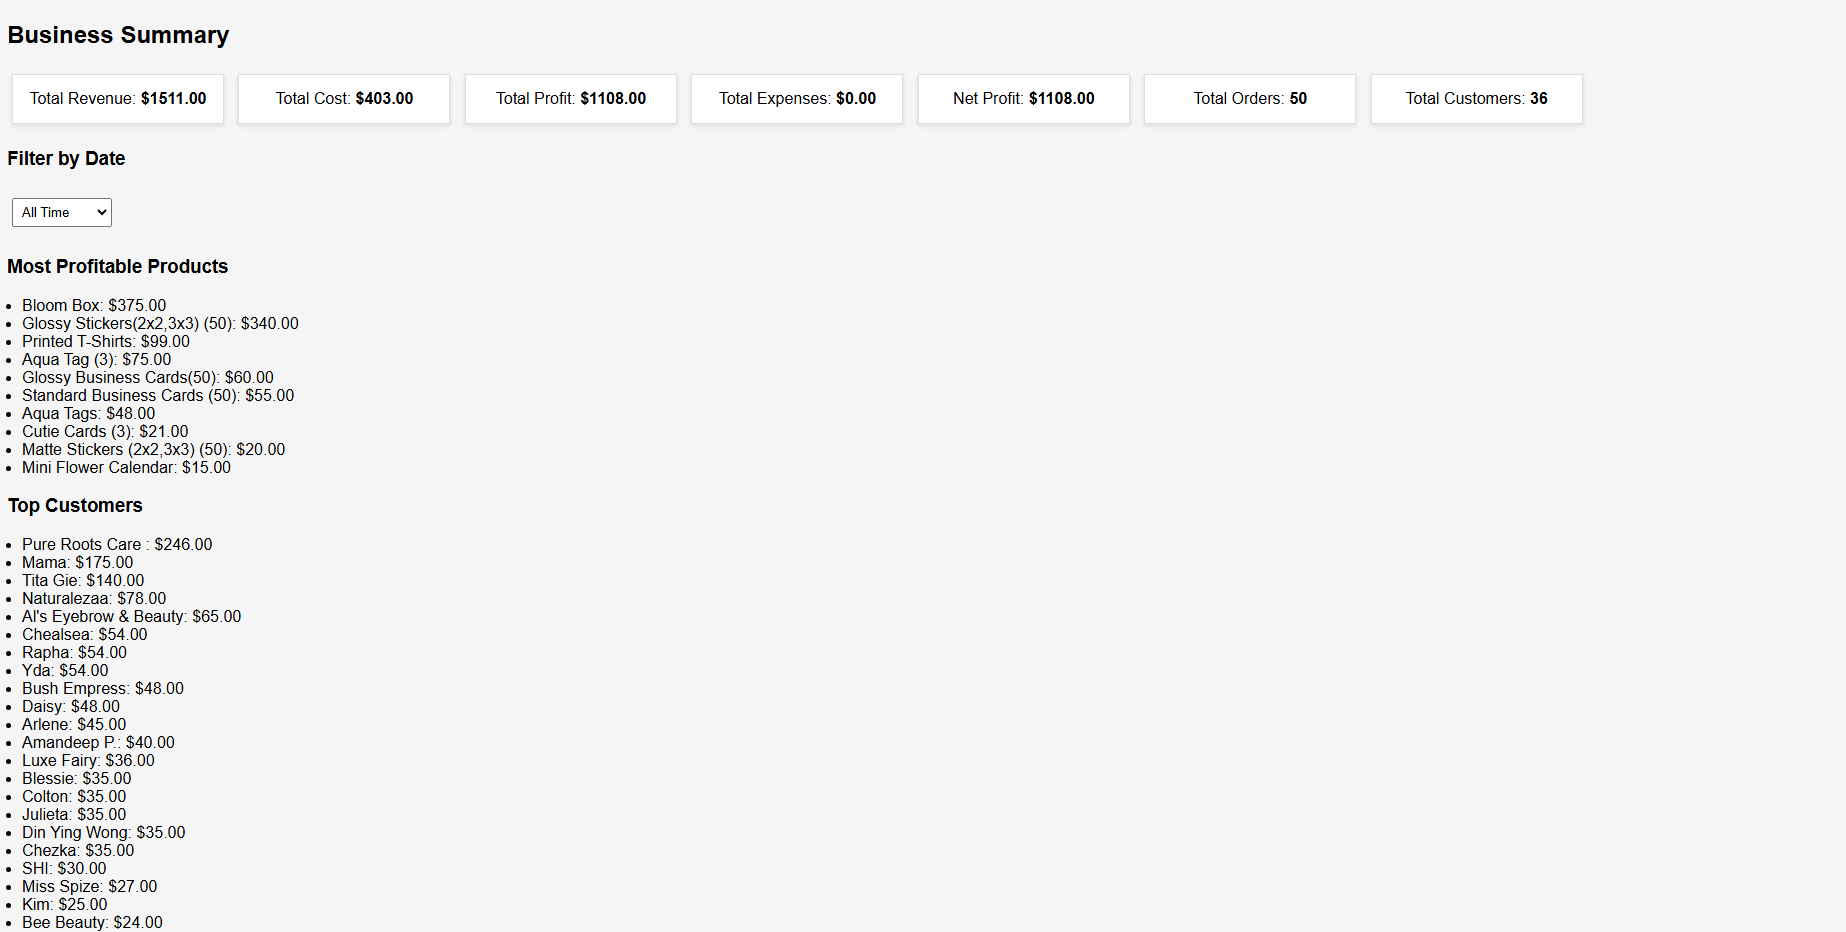 Business Summary
Total Revenue: $1511.00
Total Cost: $403.00
Total Profit: $1108.00
Total Expenses: $0.00
Net Profit: $1108.00
Total Orders: 50
Total Customers: 36
Filter by Date
All Time
Most Profitable Products
Bloom Box: $375.00
Glossy Stickers(2x2,3x3) (50): $340.00
Printed T-Shirts: $99.00
Aqua Tag (3): $75.00
Glossy Business Cards(50): $60.00
Standard Business Cards (50): $55.00
Aqua Tags: $48.00
Cutie Cards (3): $21.00
Matte Stickers (2x2,3x3) (50): $20.00
Mini Flower Calendar: $15.00
Top Customers
Pure Roots Care : $246.00
Mama: $175.00
Tita Gie: $140.00
Naturalezaa: $78.00
Al's Eyebrow & Beauty: $65.00
Chealsea: $54.00
Rapha: $54.00
Yda: $54.00
Bush Empress: $48.00
Daisy: $48.00
Arlene: $45.00
Amandeep P.: $40.00
Luxe Fairy: $36.00
Blessie: $35.00
Colton: $35.00
Julieta: $35.00
Din Ying Wong: $35.00
Chezka: $35.00
SHI: $30.00
Miss Spize: $27.00
Kim: $25.00
Bee Beauty: $24.00